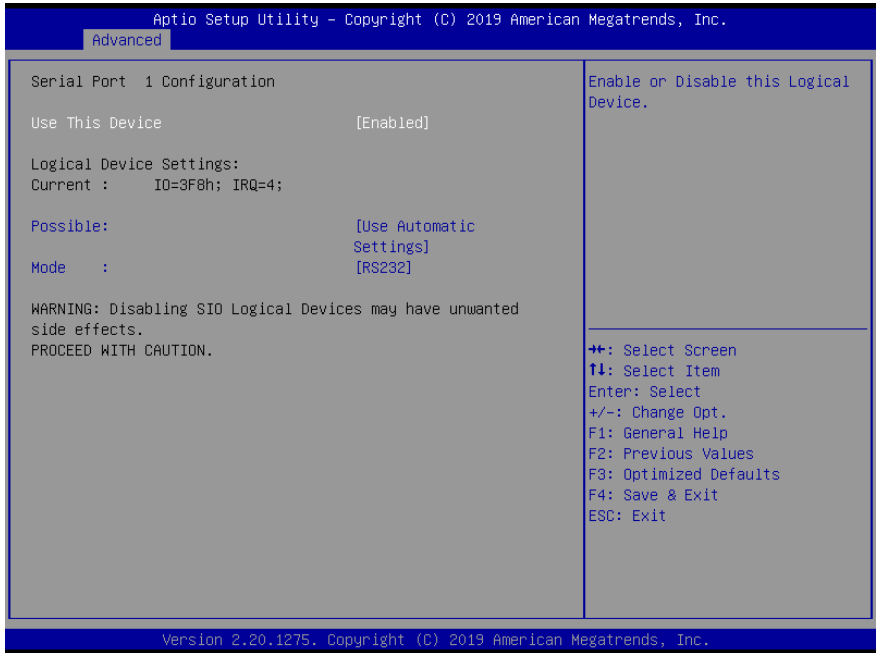 Aptio Setup Utility – Copyright (C) 2019 American Megatrends, Inc.
Advanced
Serial Port  1 Configuration
Use This Device [Enabled]
Logical Device Settings:
Current :     IO=3F8h; IRQ=4;
Possible: [Use Automatic
Settings]
Mode    : [RS232]
WARNING: Disabling SIO Logical Devices may have unwanted
side effects.
PROCEED WITH CAUTION.
Enable or Disable this Logical
Device.
→←: Select Screen
↑↓: Select Item
Enter: Select
+/-: Change Opt.
F1: General Help
F2: Previous Values
F3: Optimized Defaults
F4: Save & Exit
ESC: Exit
Version 2.20.1275. Copyright (C) 2019 American Megatrends, Inc.